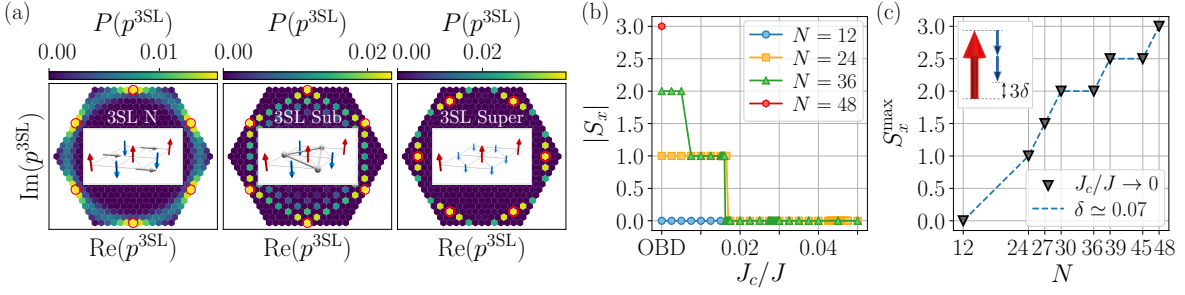 (a)
P(p^3SL) P(p^3SL) P(p^3SL)
0.00 0.01 0.00 0.02 0.00 0.02
3SL N 3SL Sub 3SL Super
Im(p^3SL)
Re(p^3SL) Re(p^3SL) Re(p^3SL)
(b)
|S_x|
3.0
2.5
2.0
1.5
1.0
0.5
0.0
N = 12
N = 24
N = 36
N = 48
OBD 0.02 0.04
J_c/J
(c)
S_x^max
3.0
2.5
2.0
1.5
1.0
0.5
0.0
3δ
J_c/J → 0
δ ≃ 0.07
12 24 27 30 36 39 45 48
N